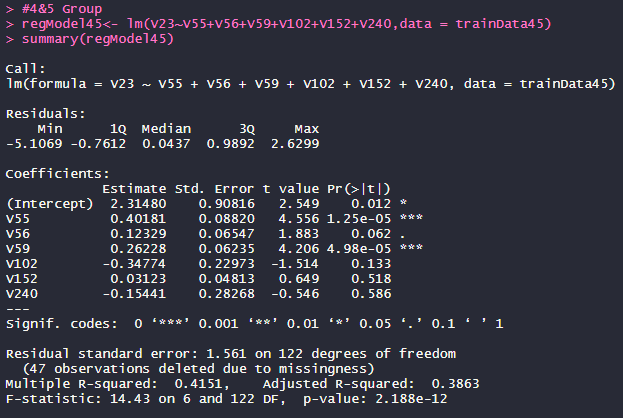 > #4&5 Group
> regModel45<- lm(V23~V55+V56+V59+V102+V152+V240,data = trainData45)
> summary(regModel45)

Call:
lm(formula = V23 ~ V55 + V56 + V59 + V102 + V152 + V240, data = trainData45)

Residuals:
    Min      1Q  Median      3Q     Max
-5.1069 -0.7612  0.0437  0.9892  2.6299

Coefficients:
            Estimate Std. Error t value Pr(>|t|)
(Intercept)  2.31480    0.90816   2.549    0.012 *
V55          0.40181    0.08820   4.556 1.25e-05 ***
V56          0.12329    0.06547   1.883    0.062 .
V59          0.26228    0.06235   4.206 4.98e-05 ***
V102        -0.34774    0.22973  -1.514    0.133
V152         0.03123    0.04813   0.649    0.518
V240        -0.15441    0.28268  -0.546    0.586
---
Signif. codes:  0 ‘***’ 0.001 ‘**’ 0.01 ‘*’ 0.05 ‘.’ 0.1 ‘ ’ 1

Residual standard error: 1.561 on 122 degrees of freedom
  (47 observations deleted due to missingness)
Multiple R-squared:  0.4151,	Adjusted R-squared:  0.3863
F-statistic: 14.43 on 6 and 122 DF,  p-value: 2.188e-12